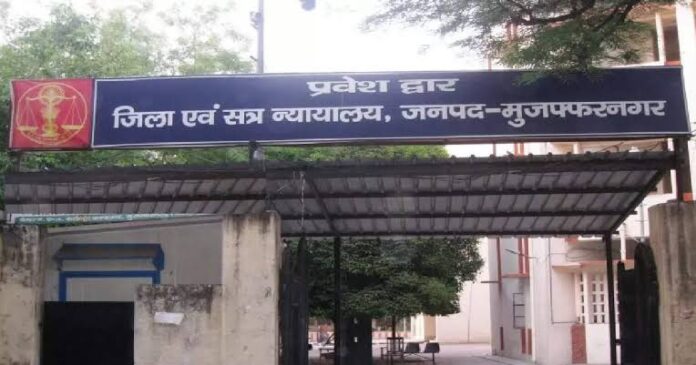 प्रवेश द्वार
जिला एवं सत्र न्यायालय, जनपद-मुजफ्फरनगर